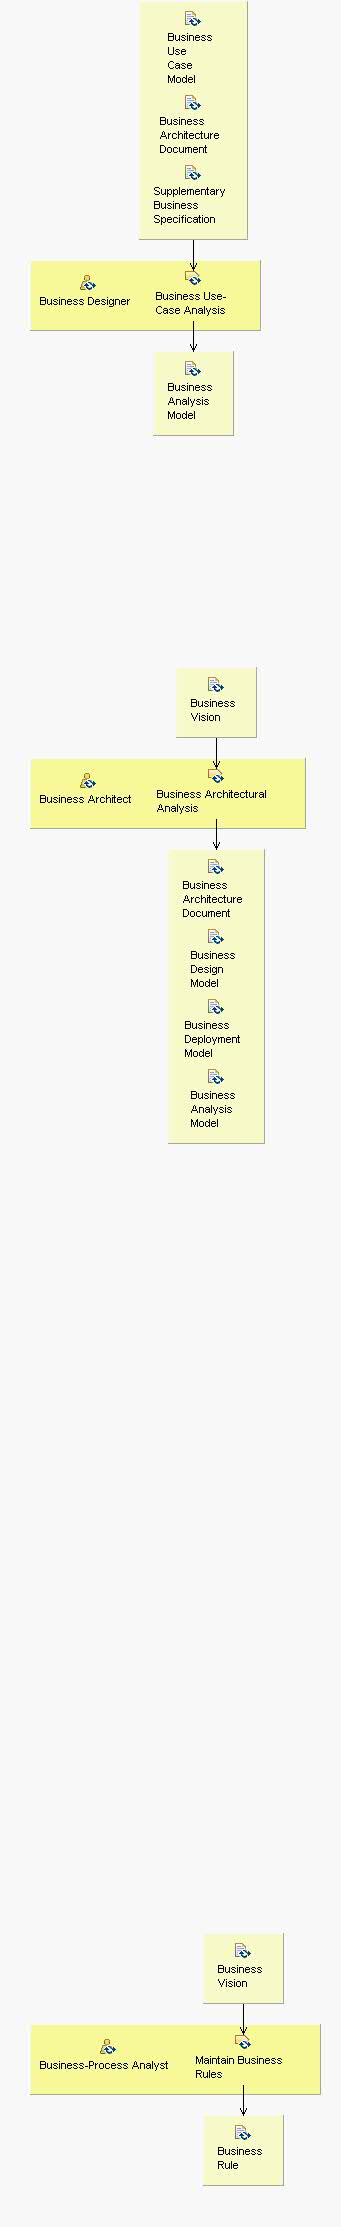 Business
Use
Case
Model
Business
Architecture
Document
Supplementary
Business
Specification
Business Designer
Business Use-
Case Analysis
Business
Analysis
Model
Business
Vision
Business Architect
Business Architectural
Analysis
Business
Architecture
Document
Business
Design
Model
Business
Deployment
Model
Business
Analysis
Model
Business
Vision
Business-Process Analyst
Maintain Business
Rules
Business
Rule